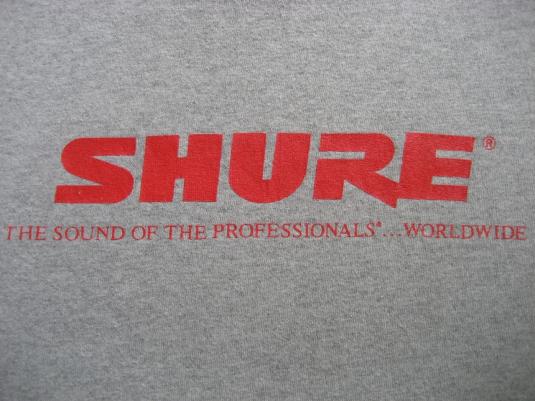 SHURE®
THE SOUND OF THE PROFESSIONALS®...WORLDWIDE